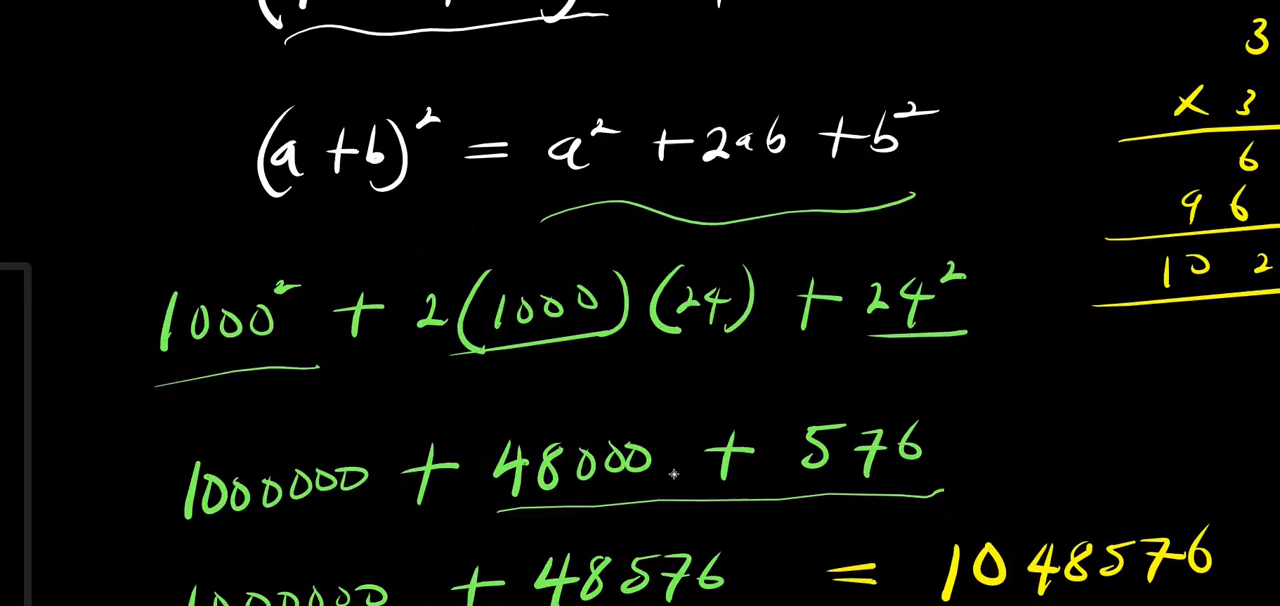 (a + b)² = a² + 2ab + b²
1000² + 2(1000)(24) + 24²
1000000 + 48000 + 576
1000000 + 48576 = 1048576
3
× 3
6
9 6
1 0 2